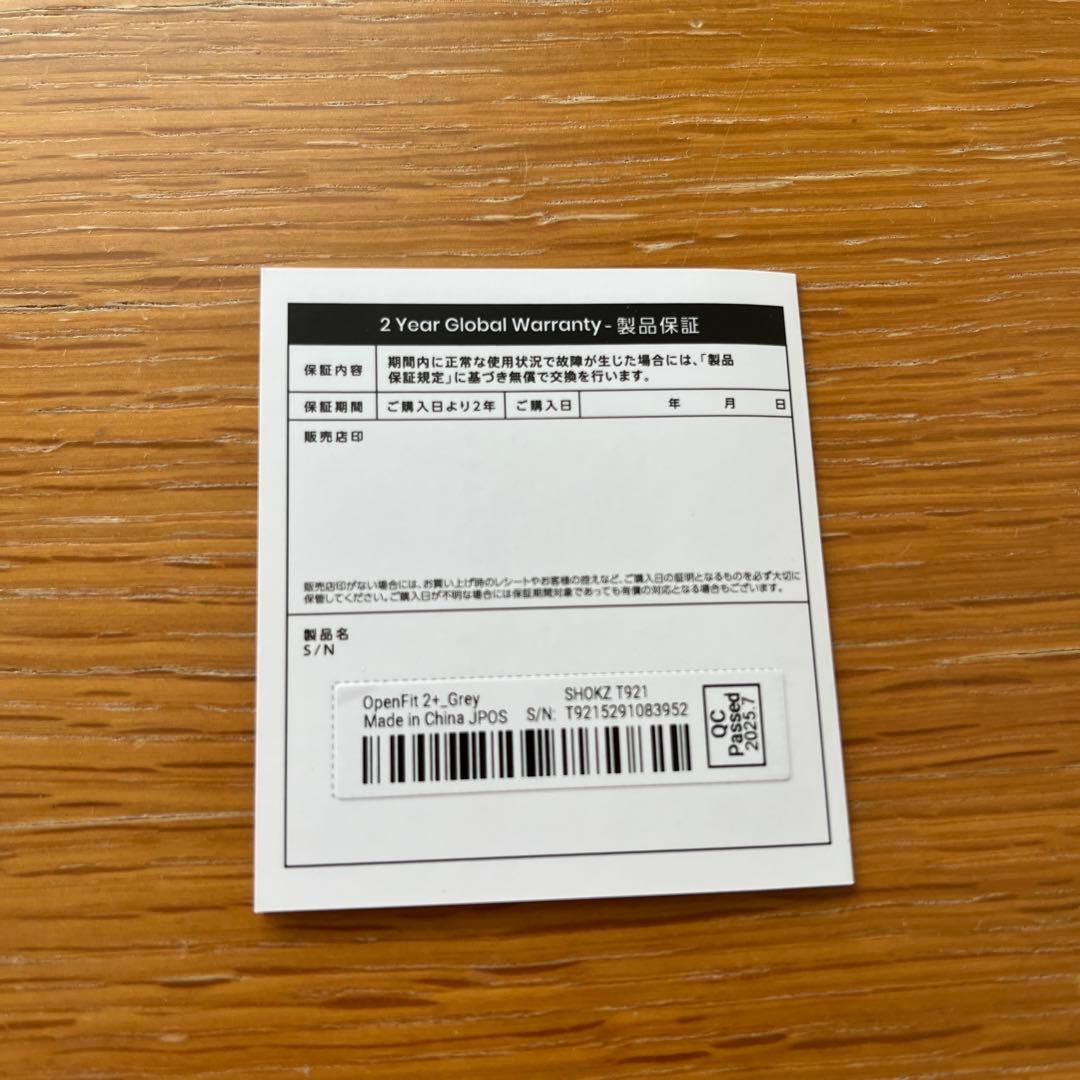 2 Year Global Warranty - 製品保証
保証内容
期間内に正常な使用状況で故障が生じた場合には、「製品
保証規定」に基づき無償で交換を行います。
保証期間 ご購入日より2年 ご購入日 年 月 日
販売店印
販売店印がない場合には、お買い上げ時のレシートやお客様の控えなど、ご購入日の証明となるものを必ず大切に
保管してください。ご購入日が不明な場合には保証期間対象であっても有償の対応となる場合もございます。
製品名
S/N
OpenFit 2+_Grey SHOKZ T921
Made in China JPOS S/N: T9215291083952
QC
Passed
2025.7